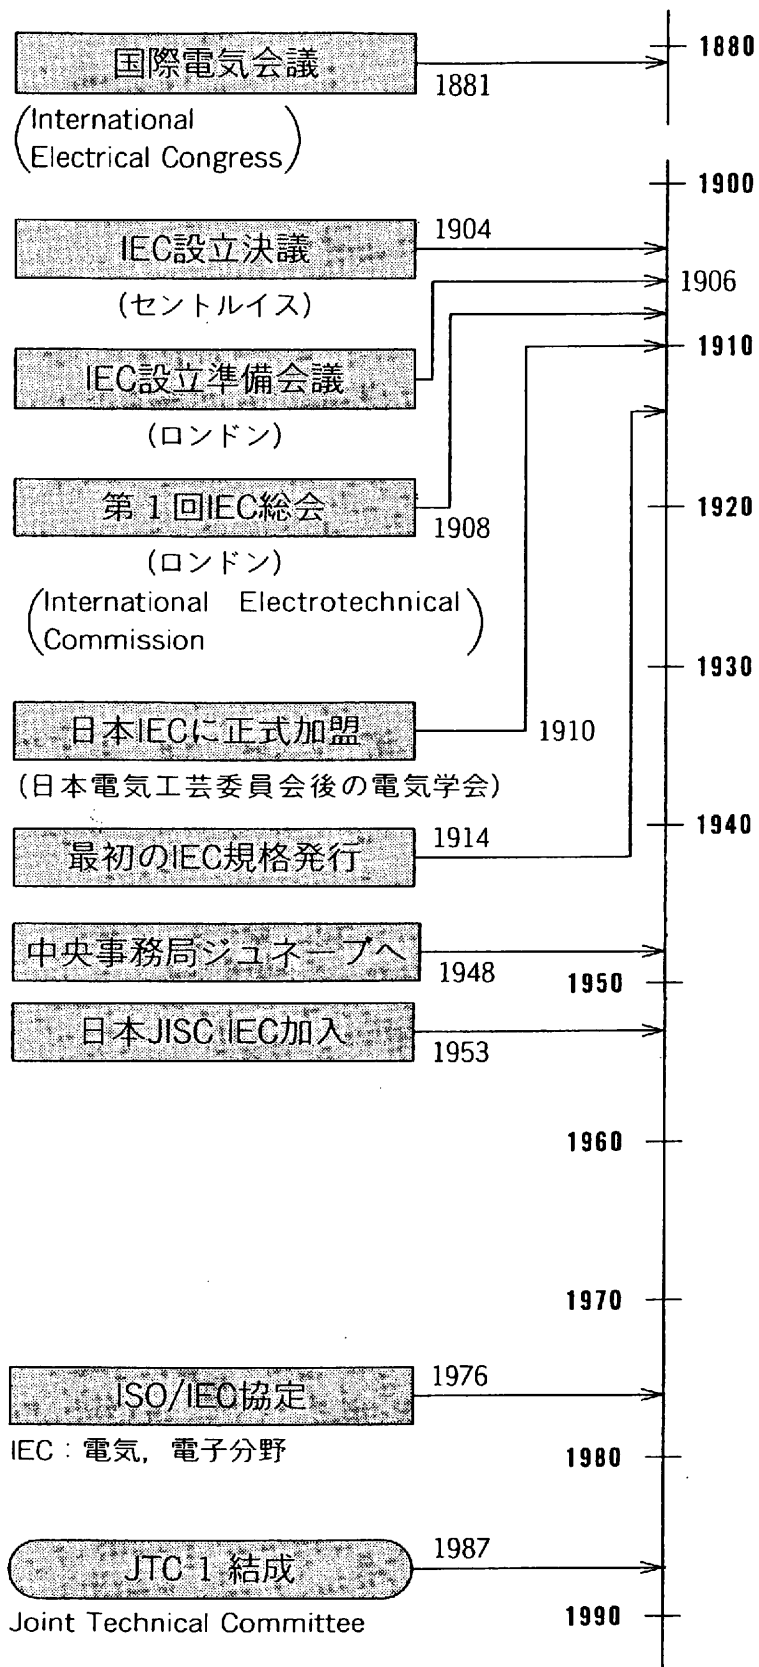 国際電気会議
1881
1880
(International
Electrical Congress)
1900
IEC設立決議
1904
(セントルイス)
1906
IEC設立準備会議
1910
(ロンドン)
第1回IEC総会
1908
1920
(ロンドン)
(International Electrotechnical
Commission)
1930
日本IECに正式加盟
1910
(日本電気工芸委員会後の電気学会)
1940
最初のIEC規格発行
1914
中央事務局ジュネーブへ
1948
1950
日本JISC IEC加入
1953
1960
1970
ISO/IEC協定
1976
IEC:電気,電子分野
1980
JTC 1 結成
1987
Joint Technical Committee
1990